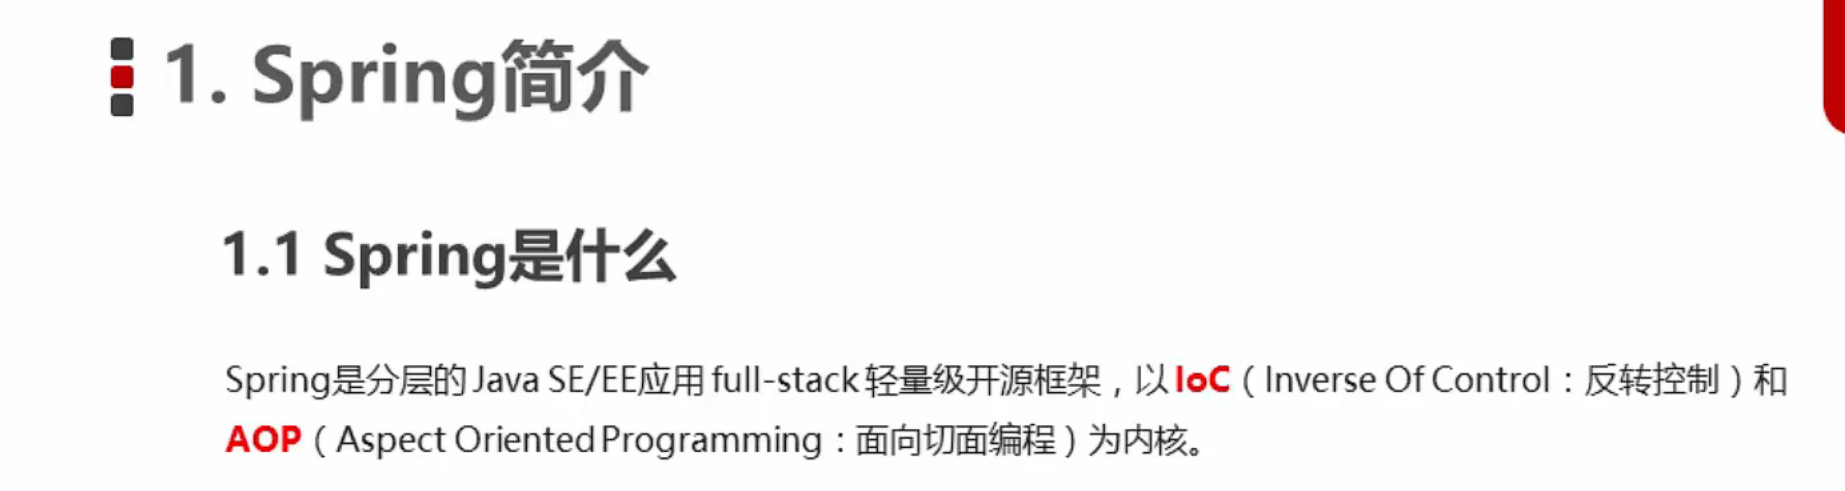 1. Spring简介
1.1 Spring是什么
Spring是分层的 Java SE/EE应用 full-stack 轻量级开源框架，以 IoC（Inverse Of Control：反转控制）和
AOP（Aspect Oriented Programming：面向切面编程）为内核。